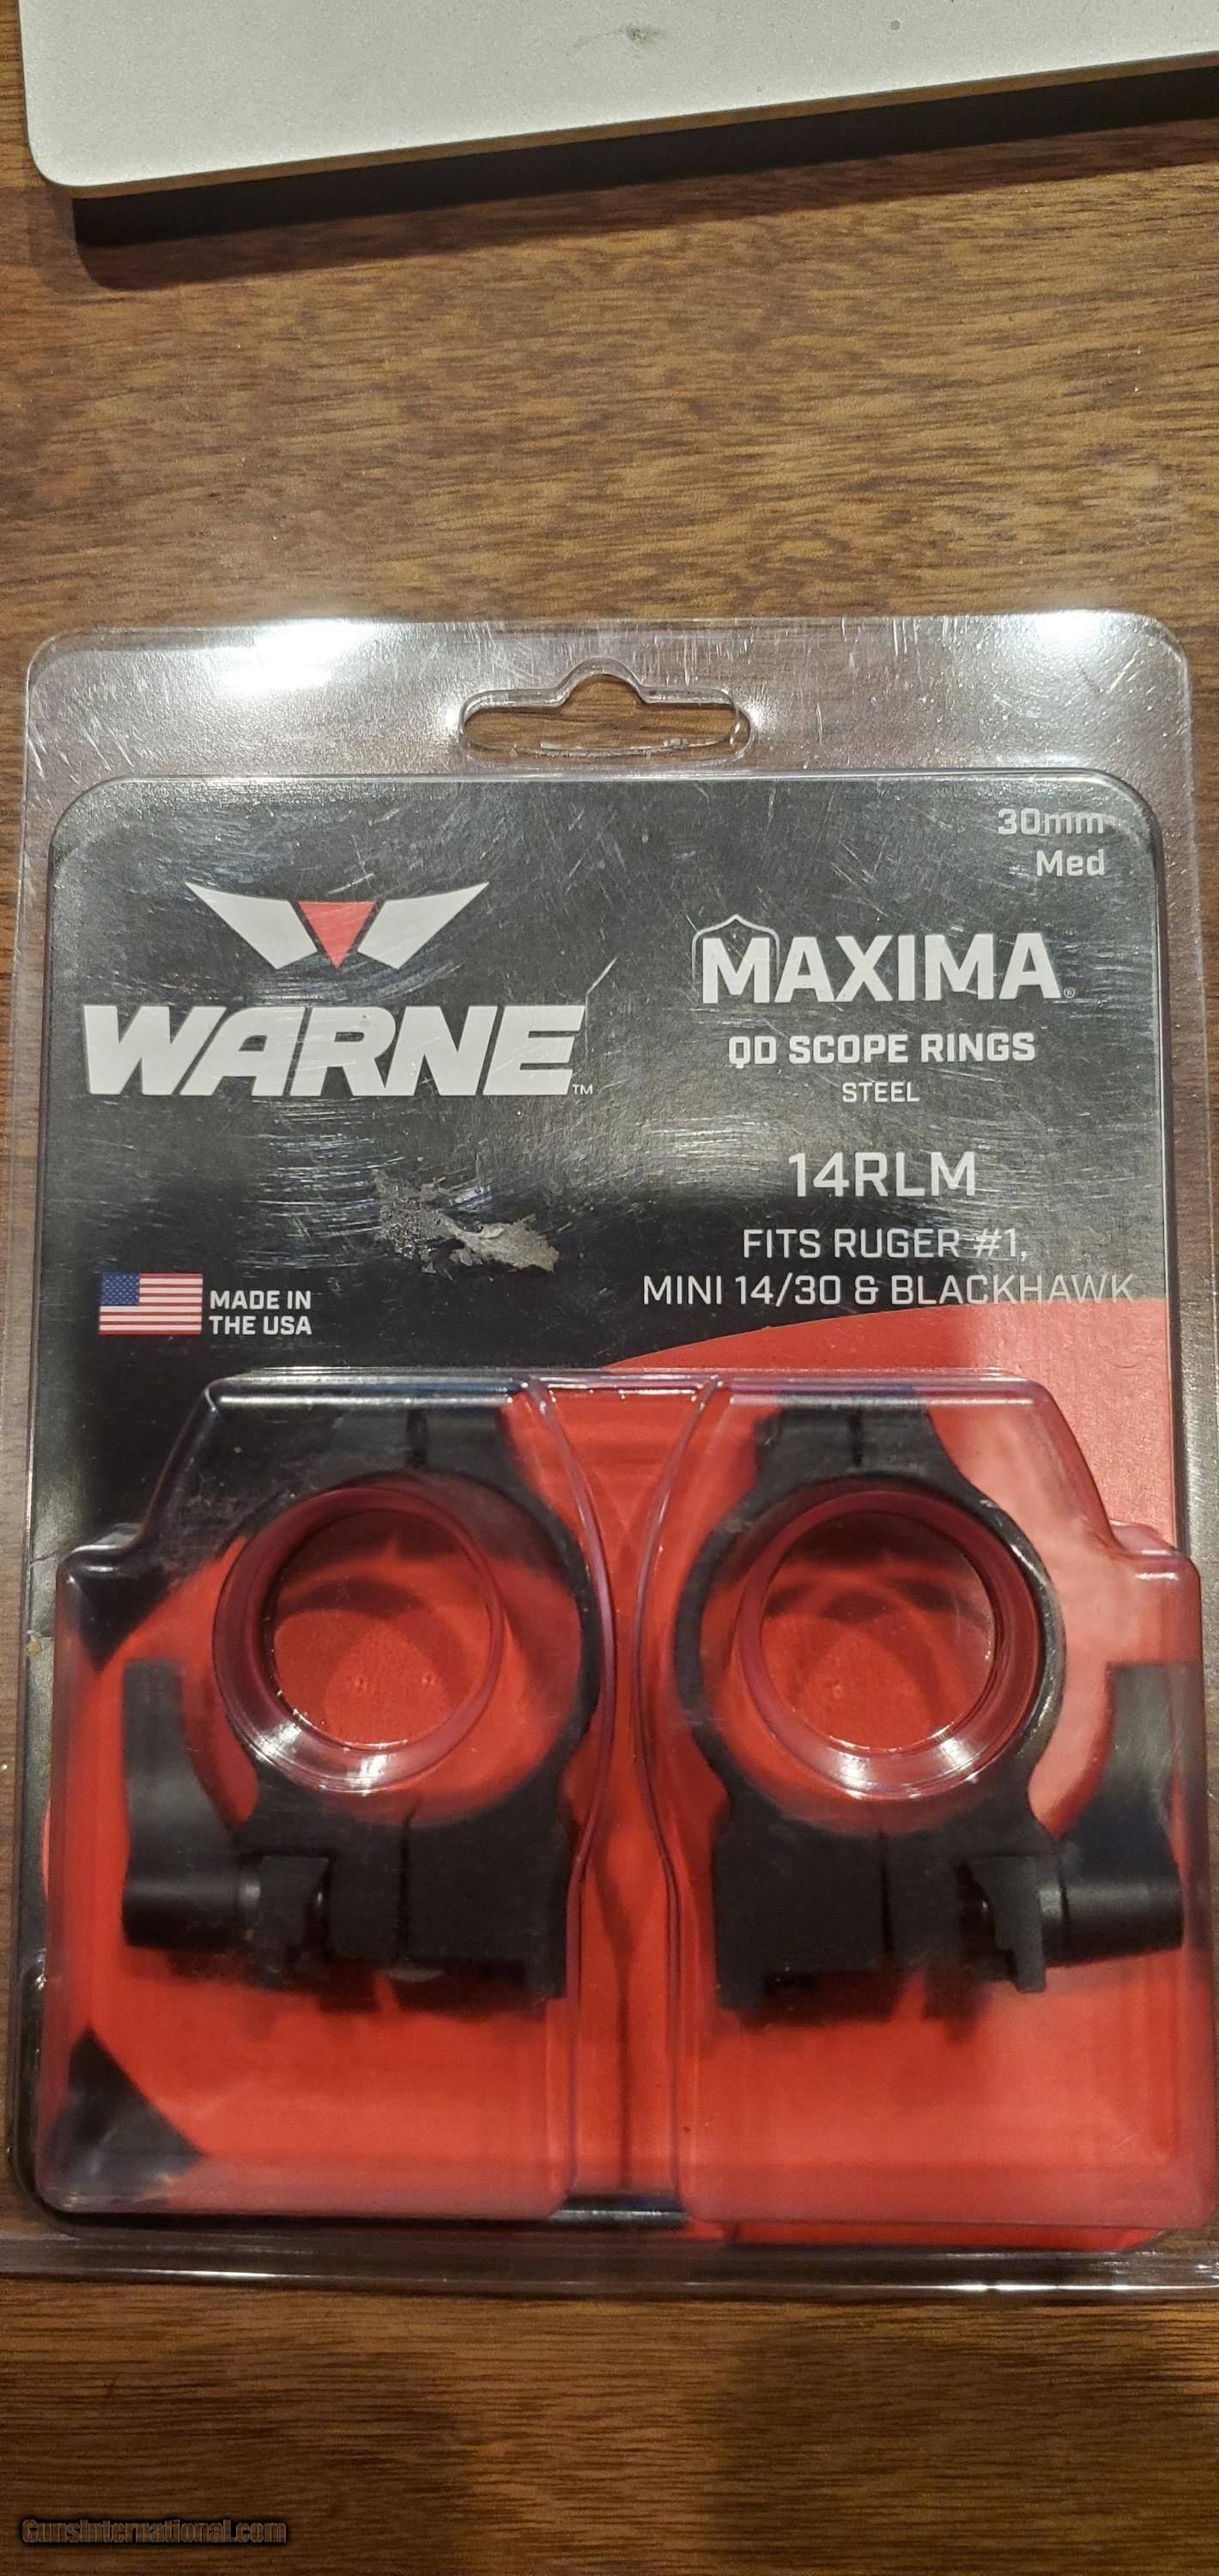 30mm
Med
WARNE™
MAXIMA®
QD SCOPE RINGS
STEEL
14RLM
FITS RUGER #1,
MINI 14/30 & BLACKHAWK
MADE IN
THE USA
GunsInternational.com